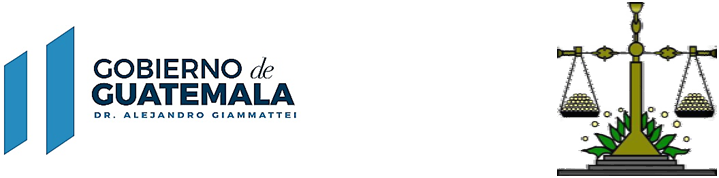 GOBIERNO de
GUATEMALA
DR. ALEJANDRO GIAMMATTEI